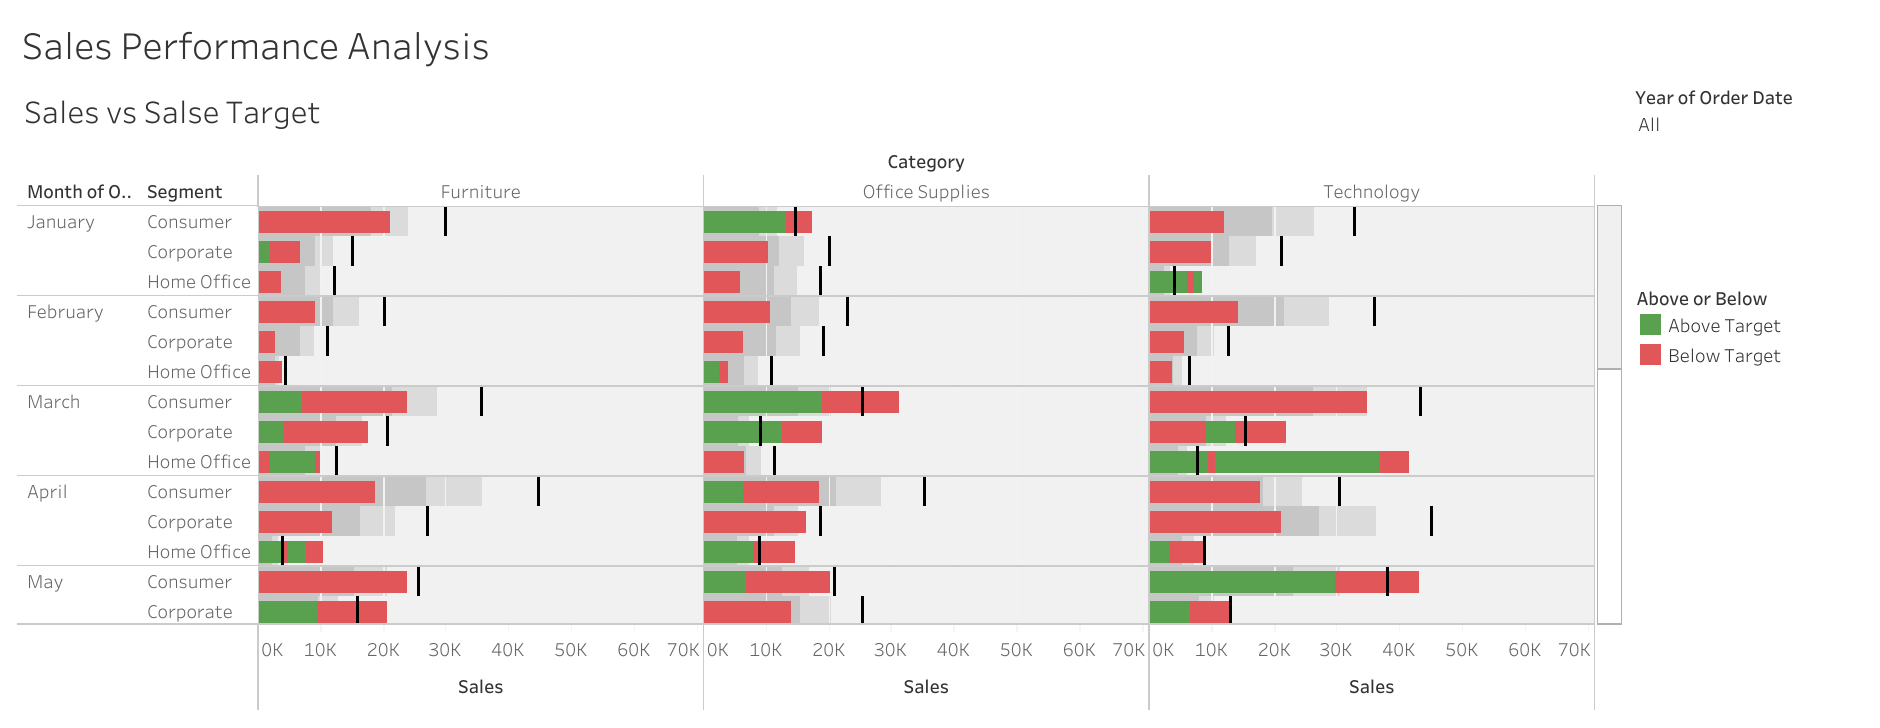 Sales Performance Analysis
Sales vs Salse Target
Year of Order Date
All
Category
Month of O.. Segment Furniture Office Supplies Technology
January Consumer
Corporate
Home Office
February Consumer
Corporate
Home Office
March Consumer
Corporate
Home Office
April Consumer
Corporate
Home Office
May Consumer
Corporate
Above or Below
Above Target
Below Target
0K 10K 20K 30K 40K 50K 60K 70K 0K 10K 20K 30K 40K 50K 60K 70K 0K 10K 20K 30K 40K 50K 60K 70K
Sales Sales Sales